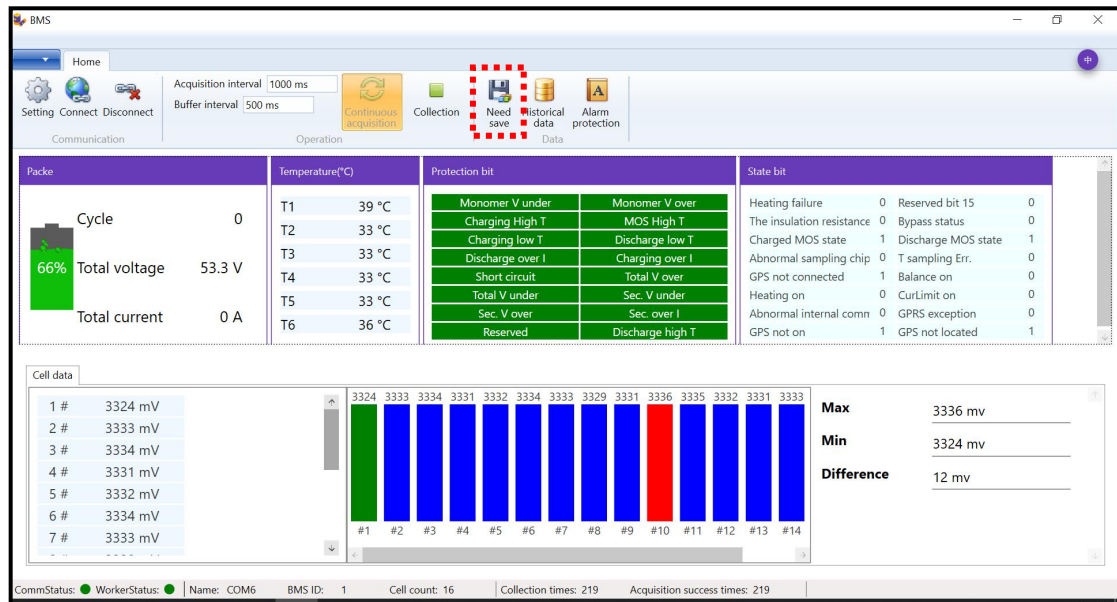 BMS
Home
中
Acquisition interval 1000 ms
Buffer interval 500 ms
Setting Connect Disconnect
Continuous
acquisition
Collection
Need
save
Historical
data
Alarm
protection
A
Communication Operation Data
Packe
Cycle 0
66% Total voltage 53.3 V
Total current 0 A
Temperature(°C)
T1 39 °C
T2 33 °C
T3 33 °C
T4 33 °C
T5 33 °C
T6 36 °C
Protection bit
Monomer V under Monomer V over
Charging High T MOS High T
Charging low T Discharge low T
Discharge over I Charging over I
Short circuit Total V over
Total V under Sec. V under
Sec. V over Sec. over I
Reserved Discharge high T
State bit
Heating failure 0 Reserved bit 15 0
The insulation resistance 0 Bypass status 0
Charged MOS state 1 Discharge MOS state 1
Abnormal sampling chip 0 T sampling Err. 0
GPS not connected 1 Balance on 0
Heating on 0 CurLimit on 0
Abnormal internal comm 0 GPRS exception 0
GPS not on 1 GPS not located 1
Cell data
1 # 3324 mV
2 # 3333 mV
3 # 3334 mV
4 # 3331 mV
5 # 3332 mV
6 # 3334 mV
7 # 3333 mV
3324 3333 3334 3331 3332 3334 3333 3329 3331 3336 3335 3332 3331 3333
#1 #2 #3 #4 #5 #6 #7 #8 #9 #10 #11 #12 #13 #14
Max 3336 mv
Min 3324 mv
Difference 12 mv
CommStatus: WorkerStatus: Name: COM6 BMS ID: 1 Cell count: 16 Collection times: 219 Acquisition success times: 219